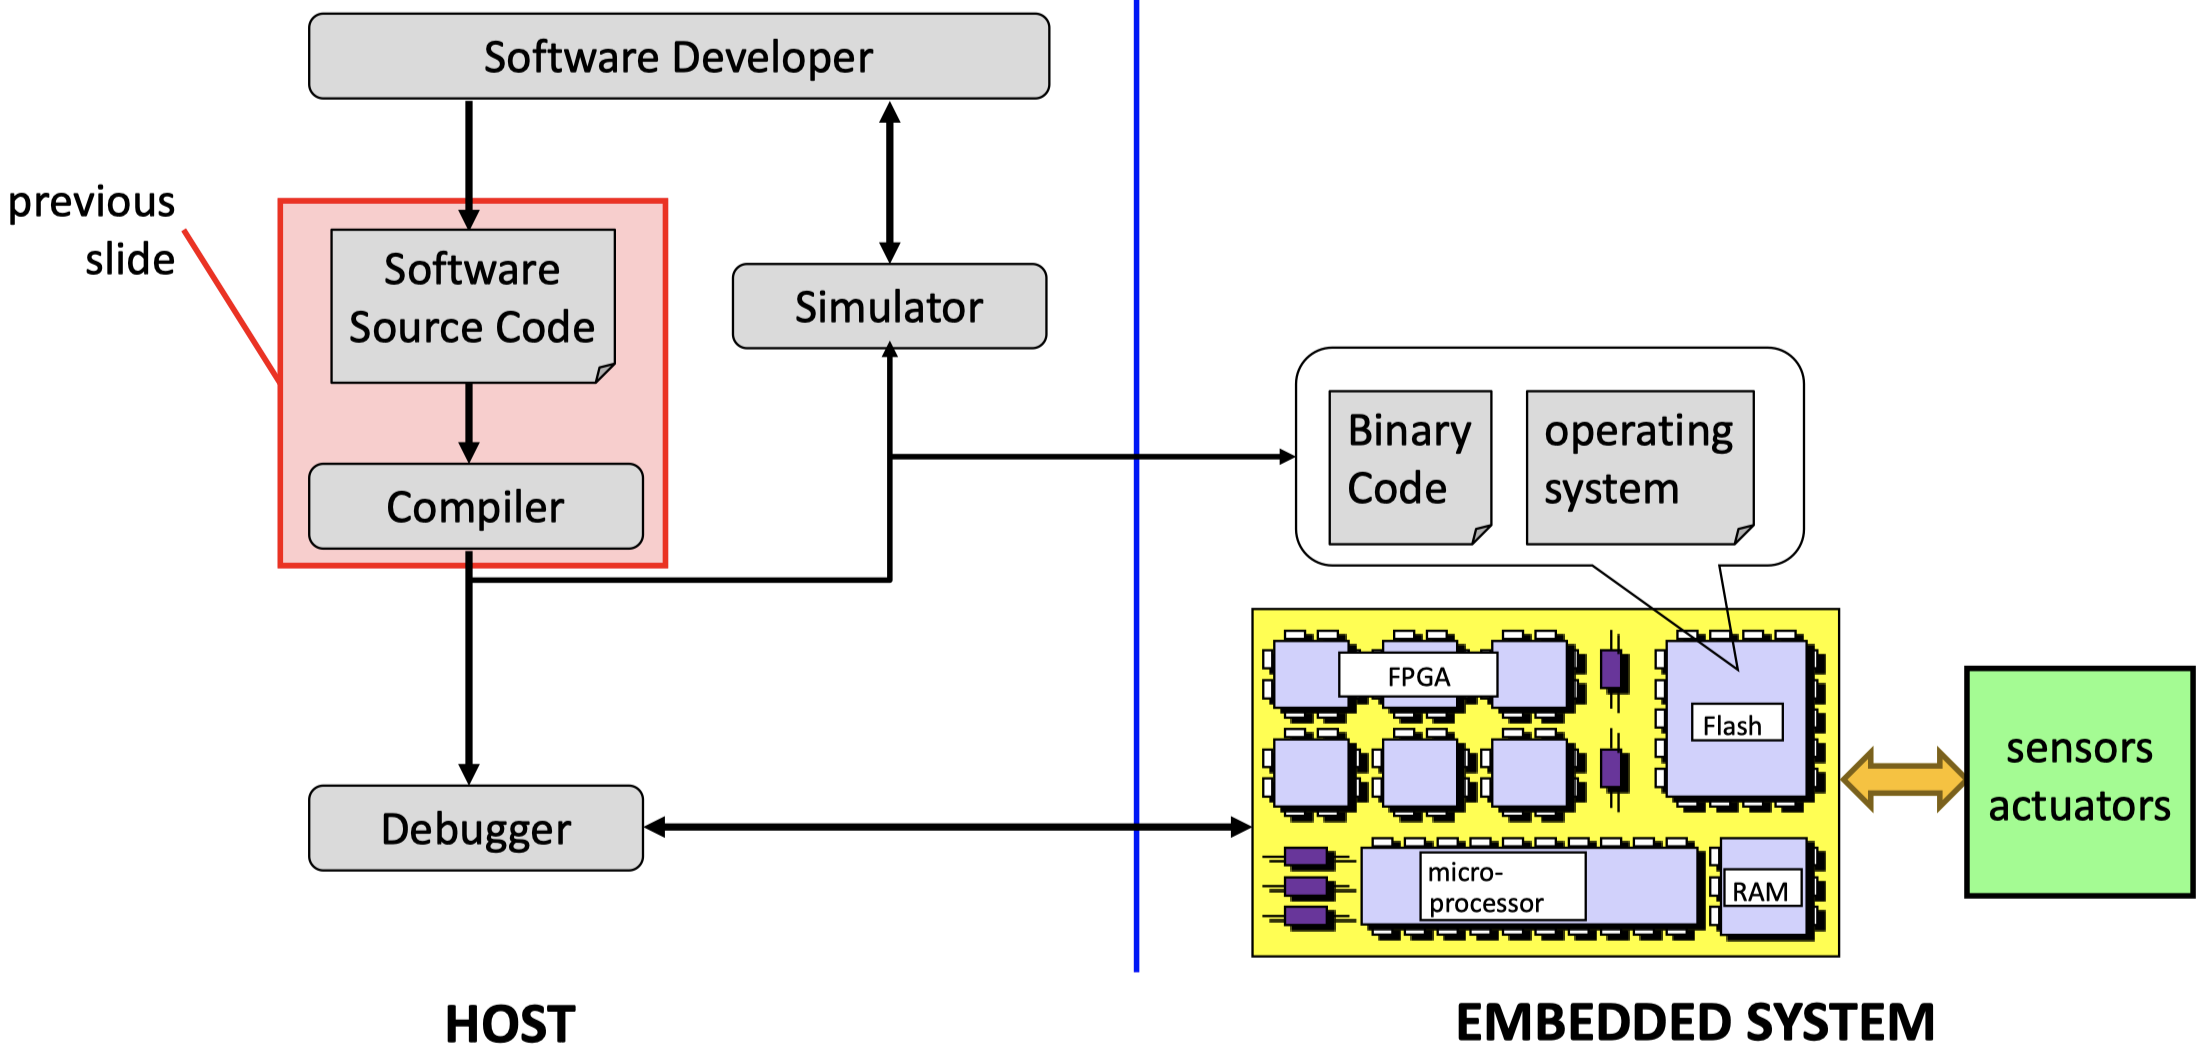 Software Developer
previous
slide
Software
Source Code
Simulator
Compiler
Binary
Code
operating
system
FPGA
Flash
sensors
actuators
Debugger
micro-
processor
RAM
HOST
EMBEDDED SYSTEM